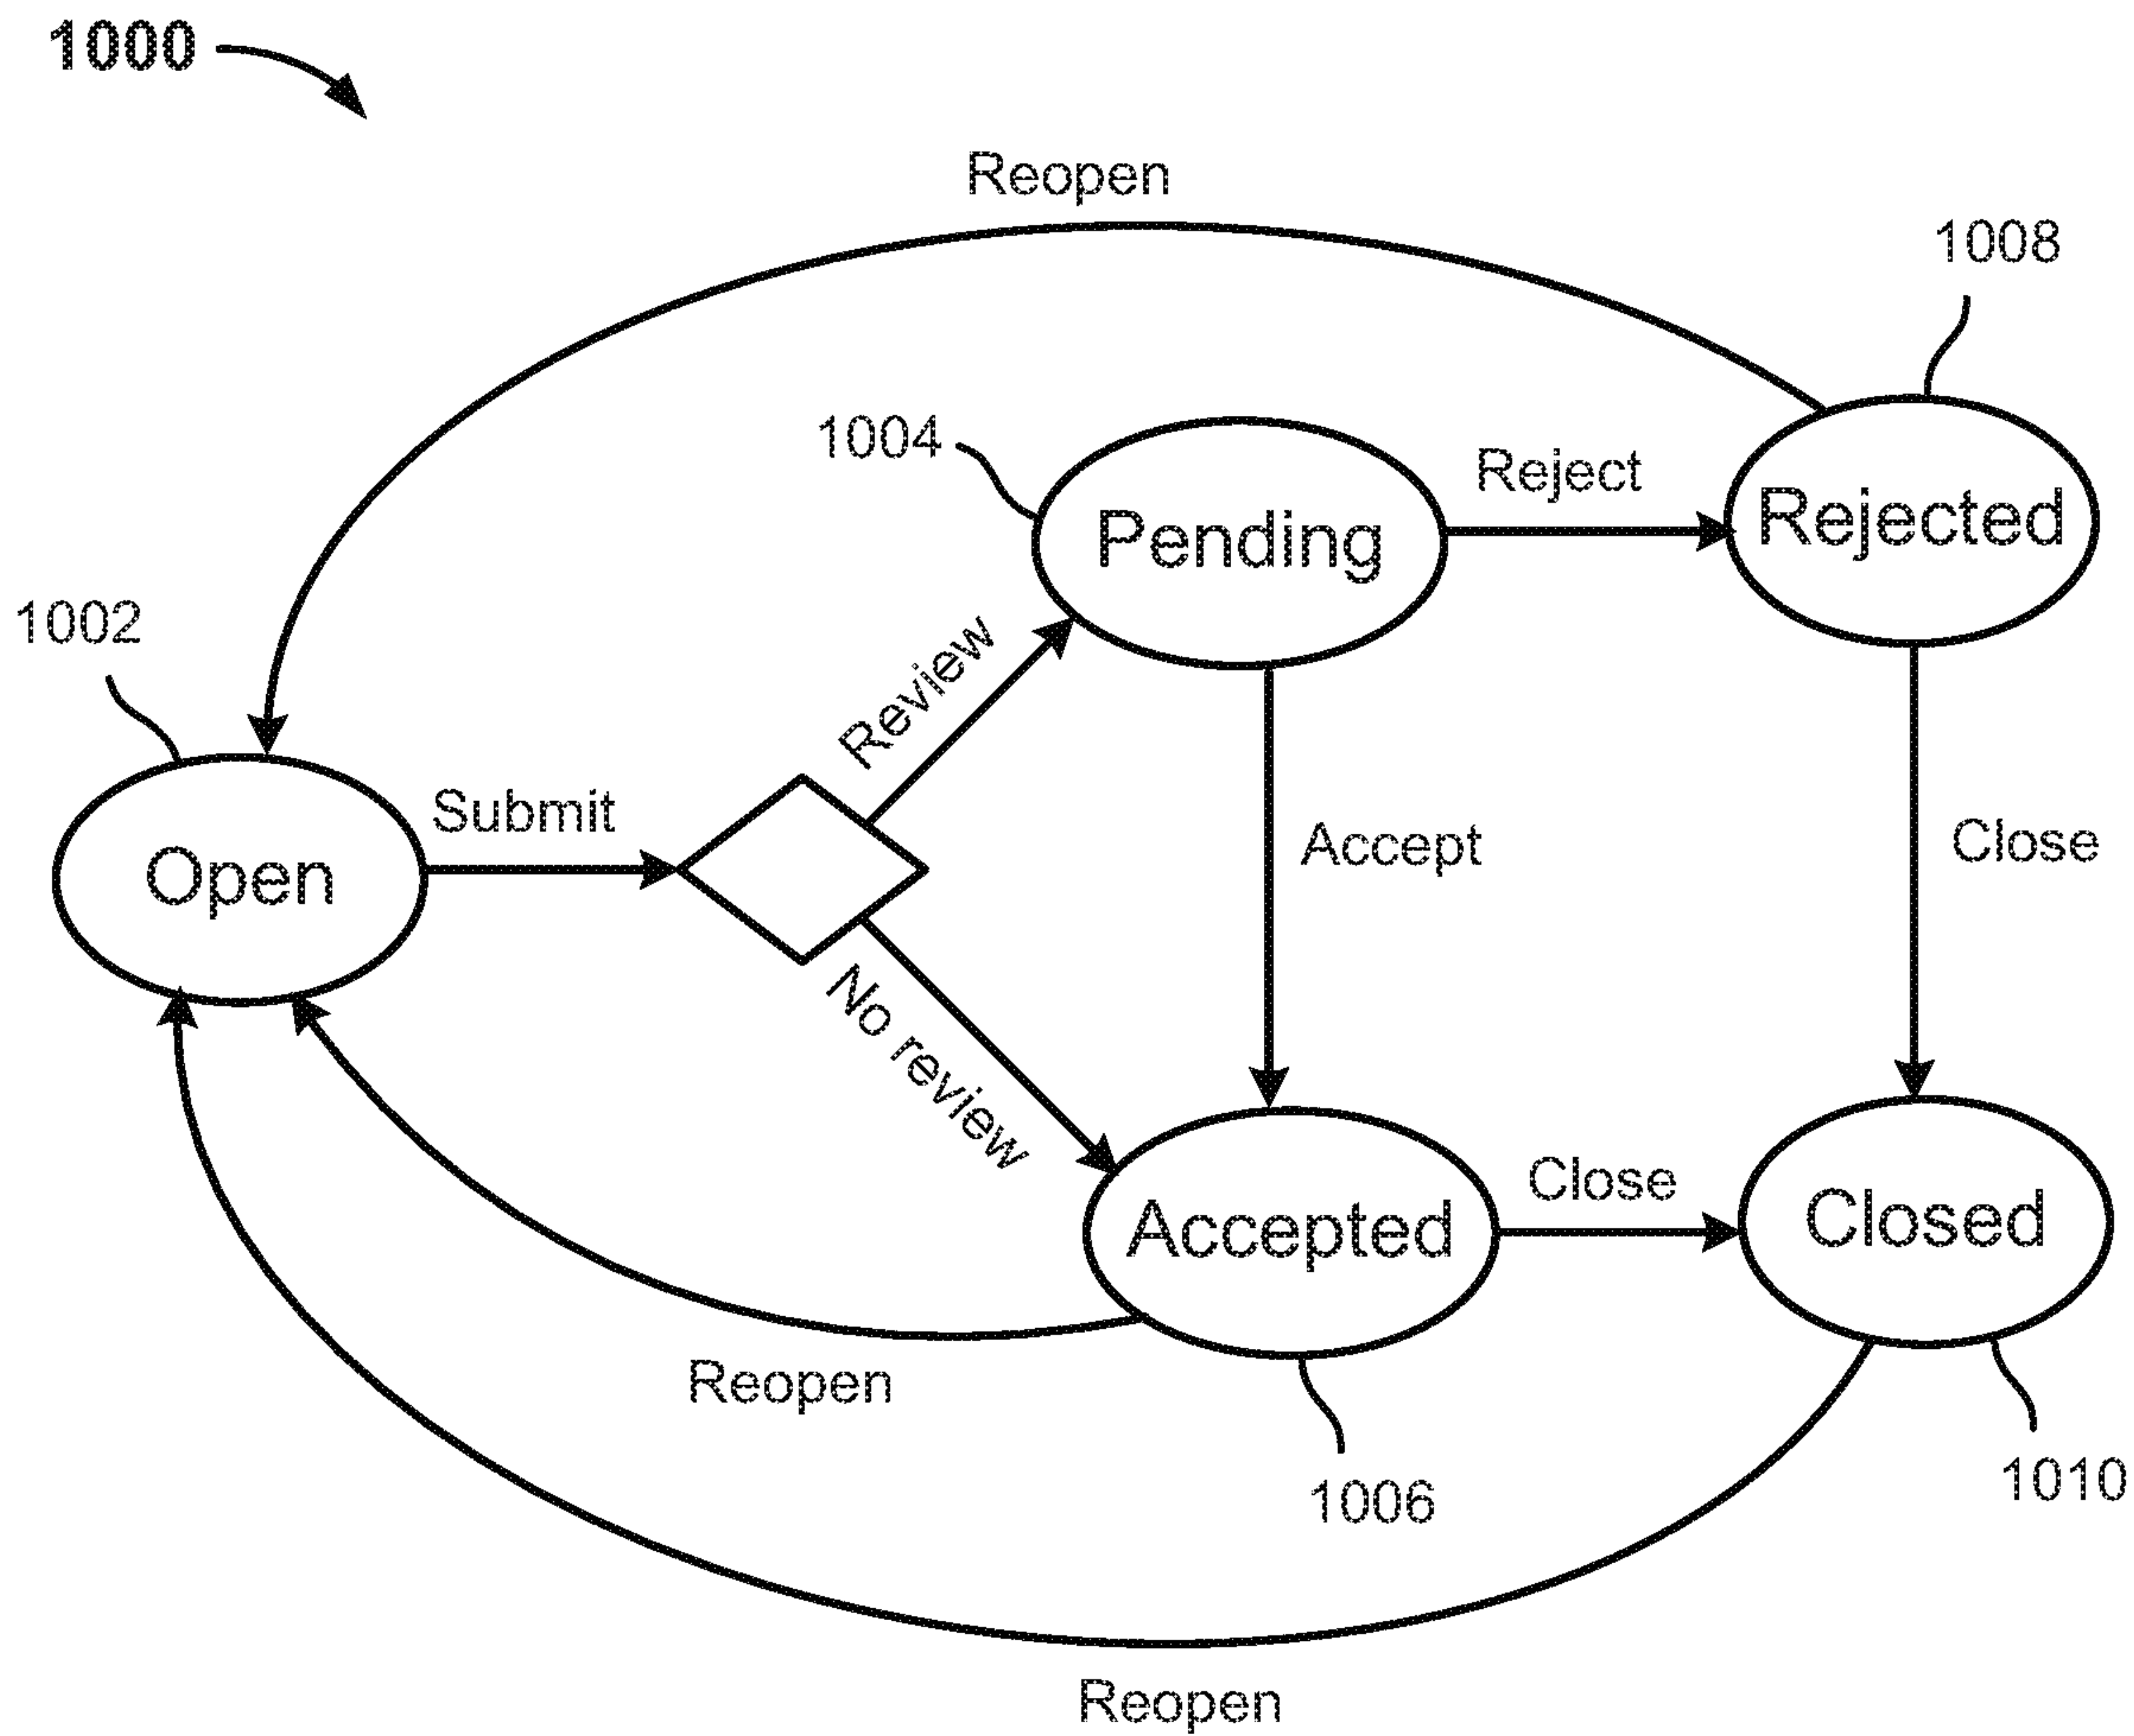 1000
Reopen
1008
1004
Reject
Pending
Rejected
1002
Review
Submit
Open
Accept
Close
No review
Accepted
Close
Closed
Reopen
1006
1010
Reopen